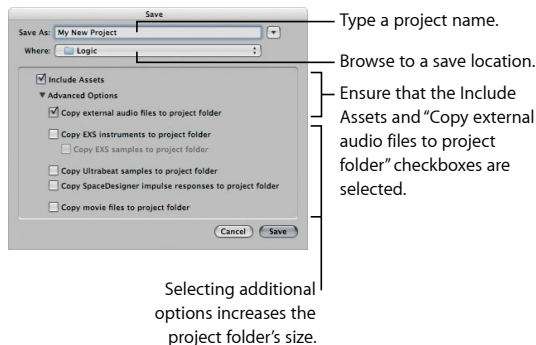 Save
Save As: My New Project
Where: Logic
Include Assets
Advanced Options
Copy external audio files to project folder
Copy EXS instruments to project folder
Copy EXS samples to project folder
Copy Ultrabeat samples to project folder
Copy SpaceDesigner impulse responses to project folder
Copy movie files to project folder
Cancel Save
Type a project name.
Browse to a save location.
Ensure that the Include
Assets and “Copy external
audio files to project
folder” checkboxes are
selected.
Selecting additional
options increases the
project folder’s size.